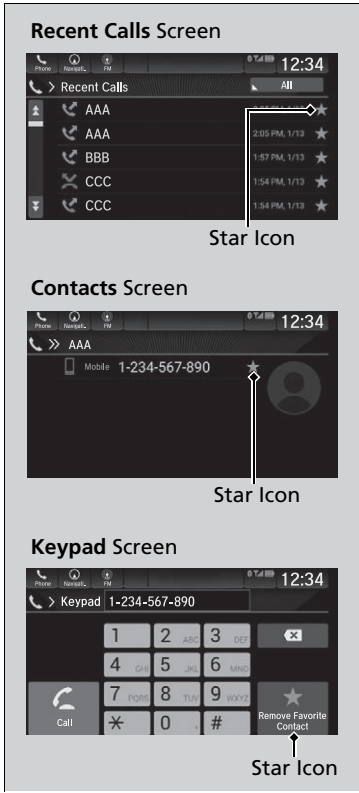 Recent Calls Screen
Phone Navigati.. FM 12:34
> Recent Calls All
AAA
AAA 2:05 PM, 1/13
BBB 1:57 PM, 1/13
CCC 1:54 PM, 1/13
CCC 1:54 PM, 1/13
Star Icon
Contacts Screen
Phone Navigati.. FM 12:34
AAA
Mobile 1-234-567-890
Star Icon
Keypad Screen
Phone Navigati.. FM 12:34
> Keypad 1-234-567-890
1 2 ABC 3 DEF
4 GHI 5 JKL 6 MNO
7 PQRS 8 TUV 9 WXYZ
Call * 0 #
Remove Favorite
Contact
Star Icon